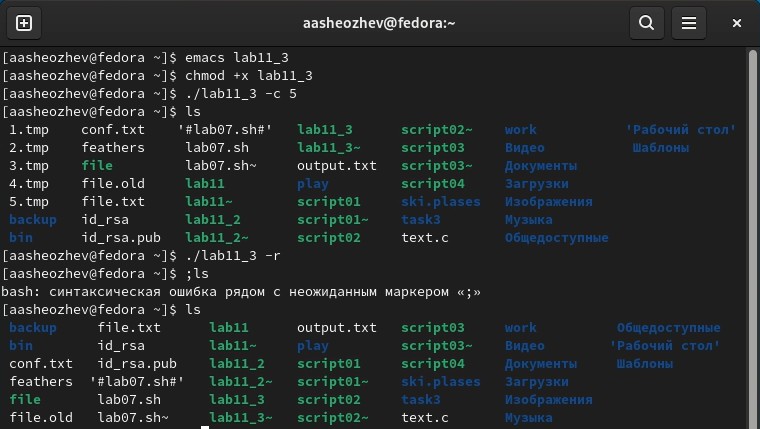 aasheozhev@fedora:~
[aasheozhev@fedora ~]$ emacs lab11_3
[aasheozhev@fedora ~]$ chmod +x lab11_3
[aasheozhev@fedora ~]$ ./lab11_3 -c 5
[aasheozhev@fedora ~]$ ls
1.tmp conf.txt '#lab07.sh#' lab11_3 script02~ work 'Рабочий стол'
2.tmp feathers lab07.sh lab11_3~ script03 Видео Шаблоны
3.tmp file lab07.sh~ output.txt script03~ Документы
4.tmp file.old lab11 play script04 Загрузки
5.tmp file.txt lab11~ script01 ski.plases Изображения
backup id_rsa lab11_2 script01~ task3 Музыка
bin id_rsa.pub lab11_2~ script02 text.c Общедоступные
[aasheozhev@fedora ~]$ ./lab11_3 -r
[aasheozhev@fedora ~]$ ;ls
bash: синтаксическая ошибка рядом с неожиданным маркером «;»
[aasheozhev@fedora ~]$ ls
backup file.txt lab11 output.txt script03 work Общедоступные
bin id_rsa lab11~ play script03~ Видео 'Рабочий стол'
conf.txt id_rsa.pub lab11_2 script01 script04 Документы Шаблоны
feathers '#lab07.sh#' lab11_2~ script01~ ski.plases Загрузки
file lab07.sh lab11_3 script02 task3 Изображения
file.old lab07.sh~ lab11_3~ script02~ text.c Музыка